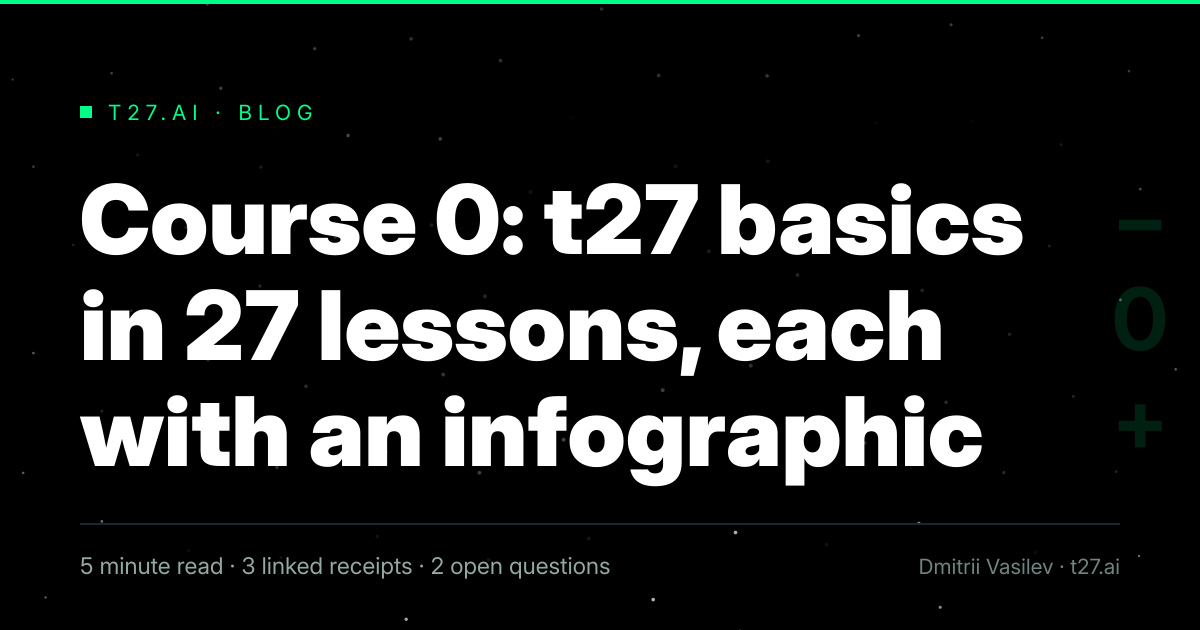 T27.AI · BLOG
Course 0: t27 basics
in 27 lessons, each
with an infographic
−
0
+
5 minute read · 3 linked receipts · 2 open questions
Dmitrii Vasilev · t27.ai